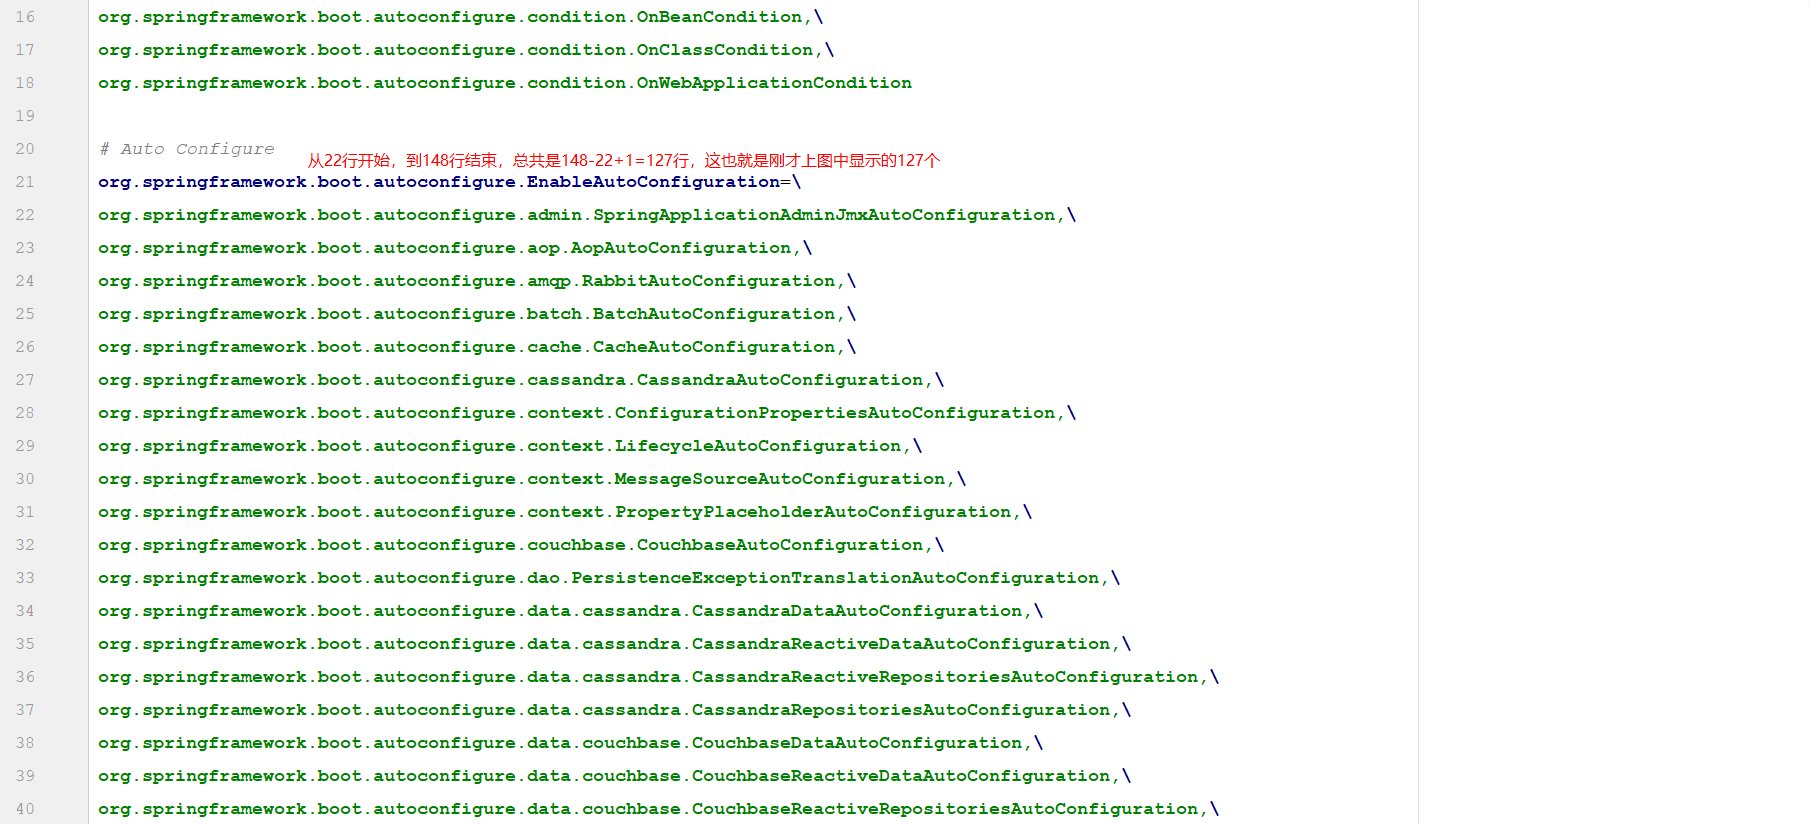 16 org.springframework.boot.autoconfigure.condition.OnBeanCondition,\
17 org.springframework.boot.autoconfigure.condition.OnClassCondition,\
18 org.springframework.boot.autoconfigure.condition.OnWebApplicationCondition
19
20 # Auto Configure
从22行开始，到148行结束，总共是148-22+1=127行，这也就是刚才上图中显示的127个
21 org.springframework.boot.autoconfigure.EnableAutoConfiguration=\
22 org.springframework.boot.autoconfigure.admin.SpringApplicationAdminJmxAutoConfiguration,\
23 org.springframework.boot.autoconfigure.aop.AopAutoConfiguration,\
24 org.springframework.boot.autoconfigure.amqp.RabbitAutoConfiguration,\
25 org.springframework.boot.autoconfigure.batch.BatchAutoConfiguration,\
26 org.springframework.boot.autoconfigure.cache.CacheAutoConfiguration,\
27 org.springframework.boot.autoconfigure.cassandra.CassandraAutoConfiguration,\
28 org.springframework.boot.autoconfigure.context.ConfigurationPropertiesAutoConfiguration,\
29 org.springframework.boot.autoconfigure.context.LifecycleAutoConfiguration,\
30 org.springframework.boot.autoconfigure.context.MessageSourceAutoConfiguration,\
31 org.springframework.boot.autoconfigure.context.PropertyPlaceholderAutoConfiguration,\
32 org.springframework.boot.autoconfigure.couchbase.CouchbaseAutoConfiguration,\
33 org.springframework.boot.autoconfigure.dao.PersistenceExceptionTranslationAutoConfiguration,\
34 org.springframework.boot.autoconfigure.data.cassandra.CassandraDataAutoConfiguration,\
35 org.springframework.boot.autoconfigure.data.cassandra.CassandraReactiveDataAutoConfiguration,\
36 org.springframework.boot.autoconfigure.data.cassandra.CassandraReactiveRepositoriesAutoConfiguration,\
37 org.springframework.boot.autoconfigure.data.cassandra.CassandraRepositoriesAutoConfiguration,\
38 org.springframework.boot.autoconfigure.data.couchbase.CouchbaseDataAutoConfiguration,\
39 org.springframework.boot.autoconfigure.data.couchbase.CouchbaseReactiveDataAutoConfiguration,\
40 org.springframework.boot.autoconfigure.data.couchbase.CouchbaseReactiveRepositoriesAutoConfiguration,\